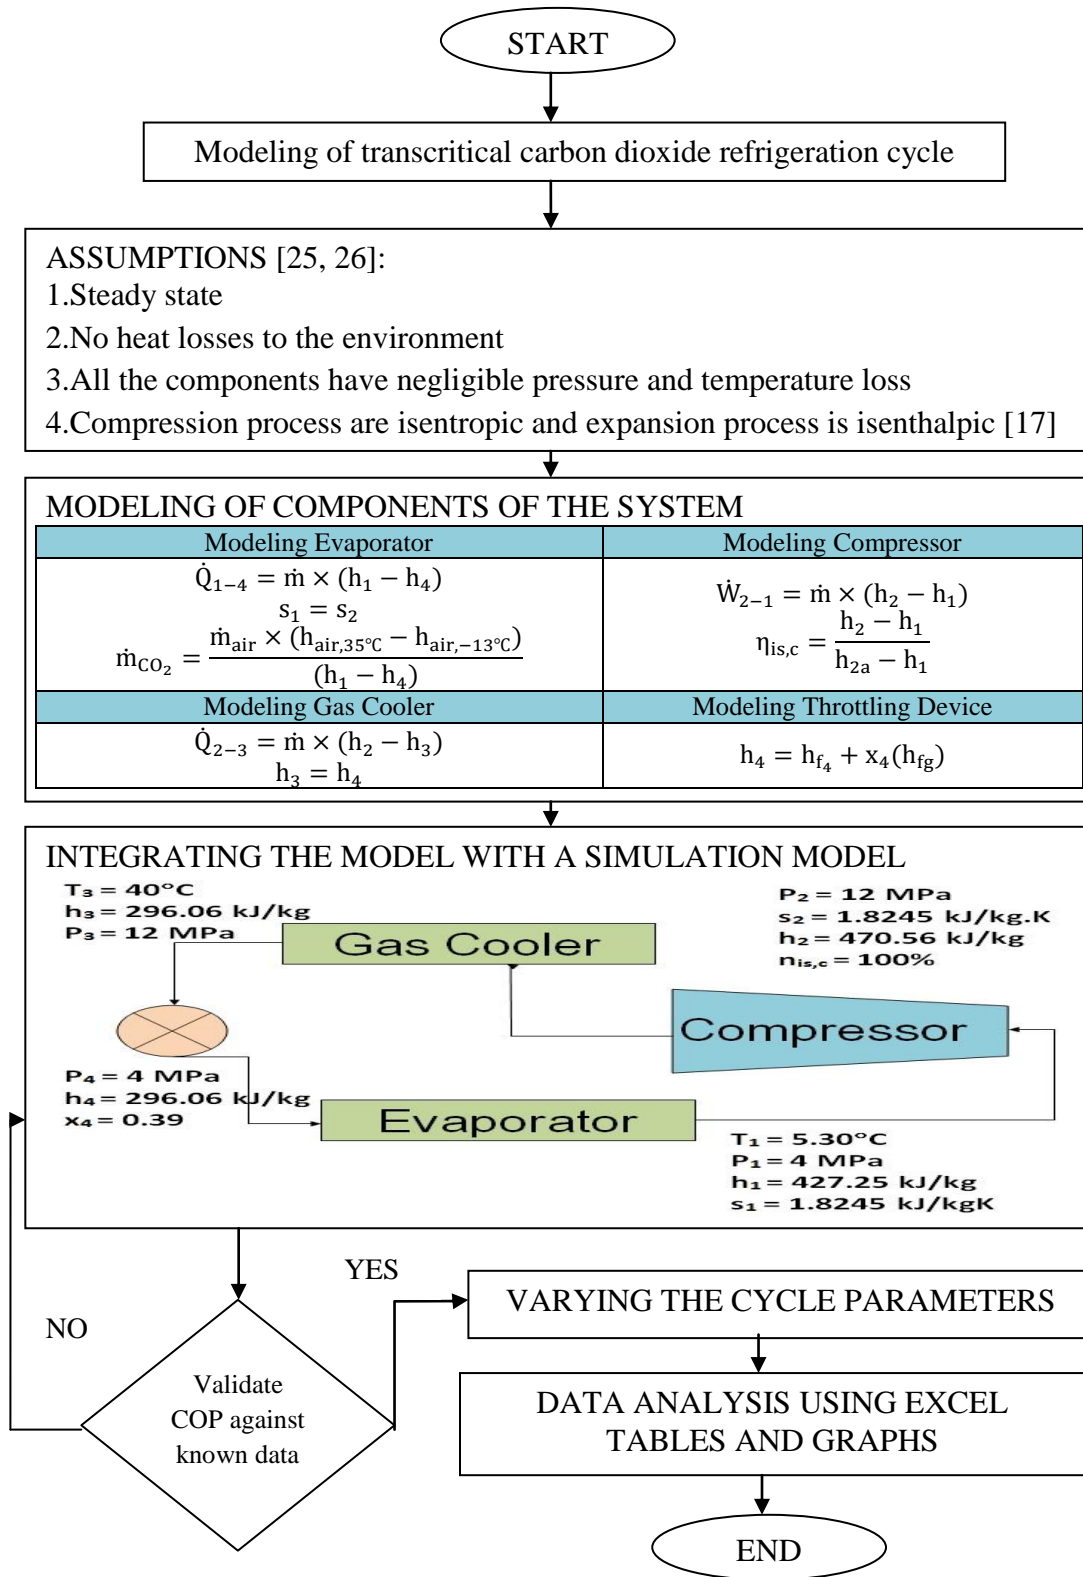 START
Modeling of transcritical carbon dioxide refrigeration cycle
ASSUMPTIONS [25, 26]:
1.Steady state
2.No heat losses to the environment
3.All the components have negligible pressure and temperature loss
4.Compression process are isentropic and expansion process is isenthalpic [17]
MODELING OF COMPONENTS OF THE SYSTEM
Modeling Evaporator
Q̇₁₋₄ = ṁ × (h₁ − h₄)
s₁ = s₂
ṁ_CO₂ = ṁ_air × (h_air,35℃ − h_air,−13℃) / (h₁ − h₄)
Modeling Compressor
Ẇ₂₋₁ = ṁ × (h₂ − h₁)
η_is,c = (h₂ − h₁) / (h₂ₐ − h₁)
Modeling Gas Cooler
Q̇₂₋₃ = ṁ × (h₂ − h₃)
h₃ = h₄
Modeling Throttling Device
h₄ = h_f₄ + x₄(h_fg)
INTEGRATING THE MODEL WITH A SIMULATION MODEL
T₃ = 40°C
h₃ = 296.06 kJ/kg
P₃ = 12 MPa
Gas Cooler
P₂ = 12 MPa
s₂ = 1.8245 kJ/kg.K
h₂ = 470.56 kJ/kg
n_is,c = 100%
Compressor
P₄ = 4 MPa
h₄ = 296.06 kJ/kg
x₄ = 0.39
Evaporator
T₁ = 5.30°C
P₁ = 4 MPa
h₁ = 427.25 kJ/kg
s₁ = 1.8245 kJ/kgK
NO
YES
Validate
COP against
known data
VARYING THE CYCLE PARAMETERS
DATA ANALYSIS USING EXCEL
TABLES AND GRAPHS
END